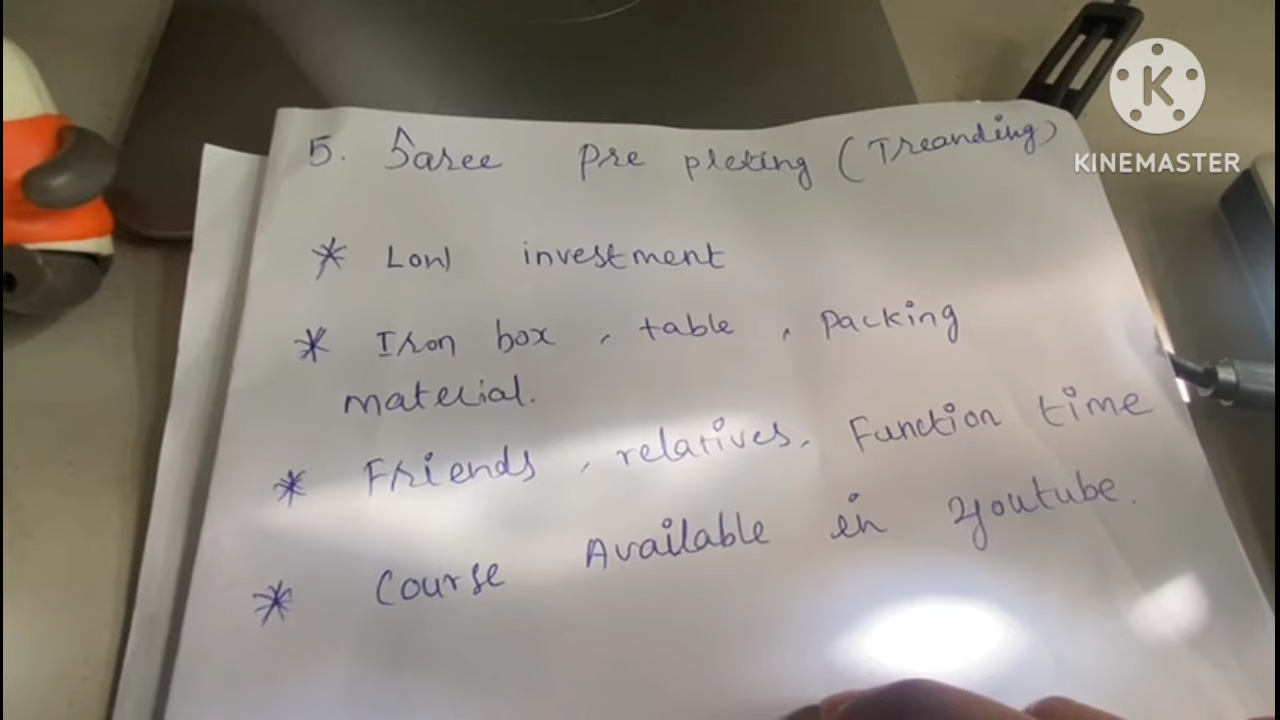 5. Saree Pre pleting (Treanding)
KINEMASTER
* Low investment
* Iron box, table, Packing
material.
* Friends, relatives, Function time
* Course Available in Youtube.